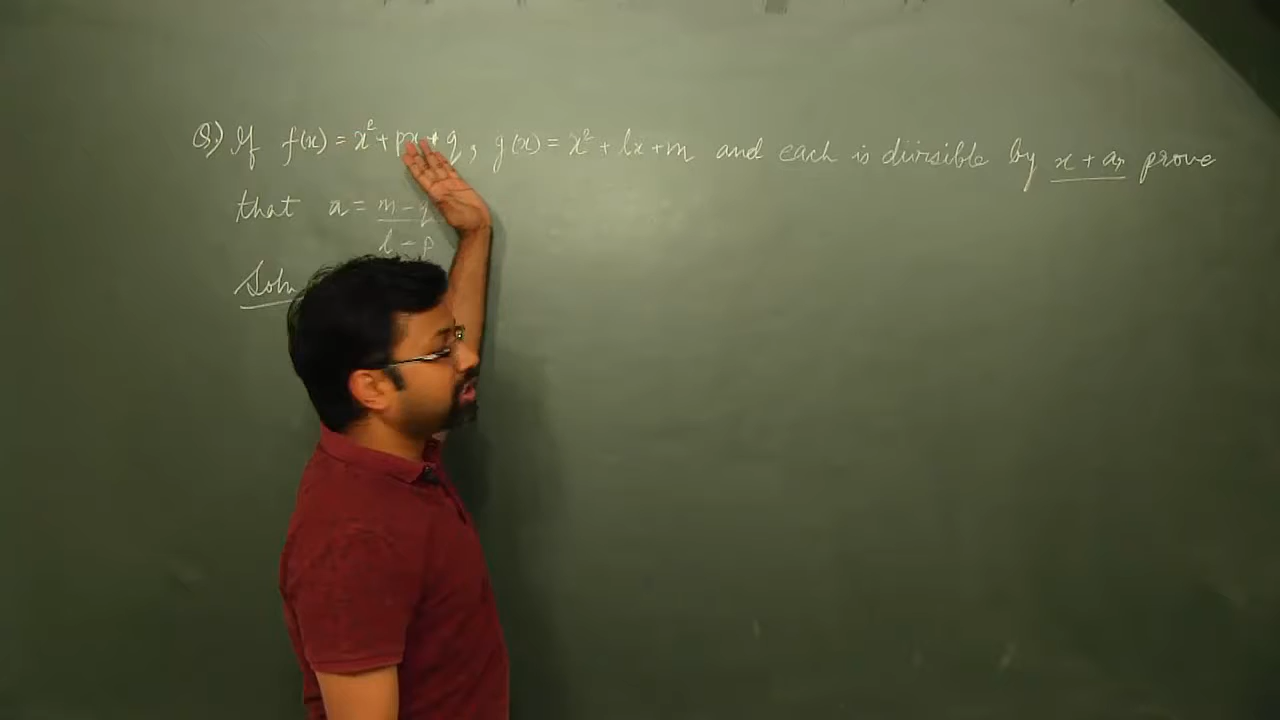 Q.) If f(x) = x² + px + q, g(x) = x² + lx + m and each is divisible by x + a, prove
that a = m - q
l - p
Soln